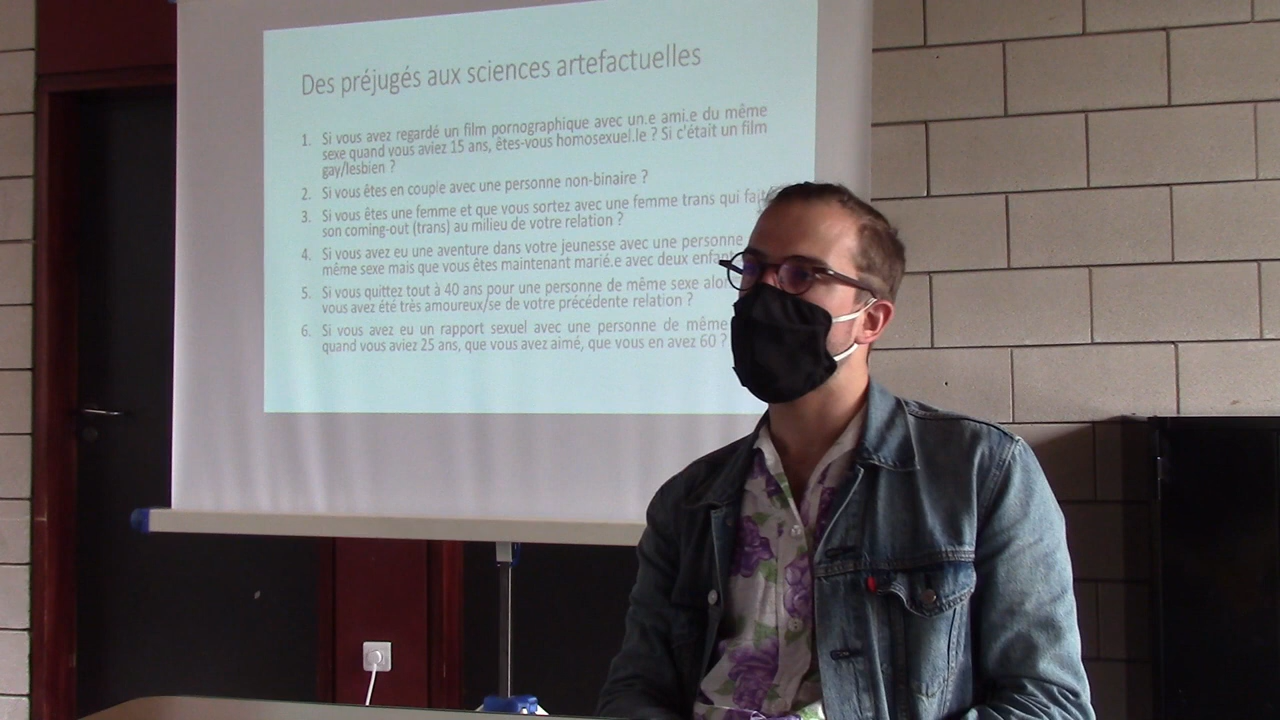 Des préjugés aux sciences artefactuelles
1. Si vous avez regardé un film pornographique avec un.e ami.e du même
sexe quand vous aviez 15 ans, êtes-vous homosexuel.le ? Si c'était un film
gay/lesbien ?
2. Si vous êtes en couple avec une personne non-binaire ?
3. Si vous êtes une femme et que vous sortez avec une femme trans qui fait
son coming-out (trans) au milieu de votre relation ?
4. Si vous avez eu une aventure dans votre jeunesse avec une personne
même sexe mais que vous êtes maintenant marié.e avec deux enfant
5. Si vous quittez tout à 40 ans pour une personne de même sexe alor
vous avez été très amoureux/se de votre précédente relation ?
6. Si vous avez eu un rapport sexuel avec une personne de même
quand vous aviez 25 ans, que vous avez aimé, que vous en avez 60 ?